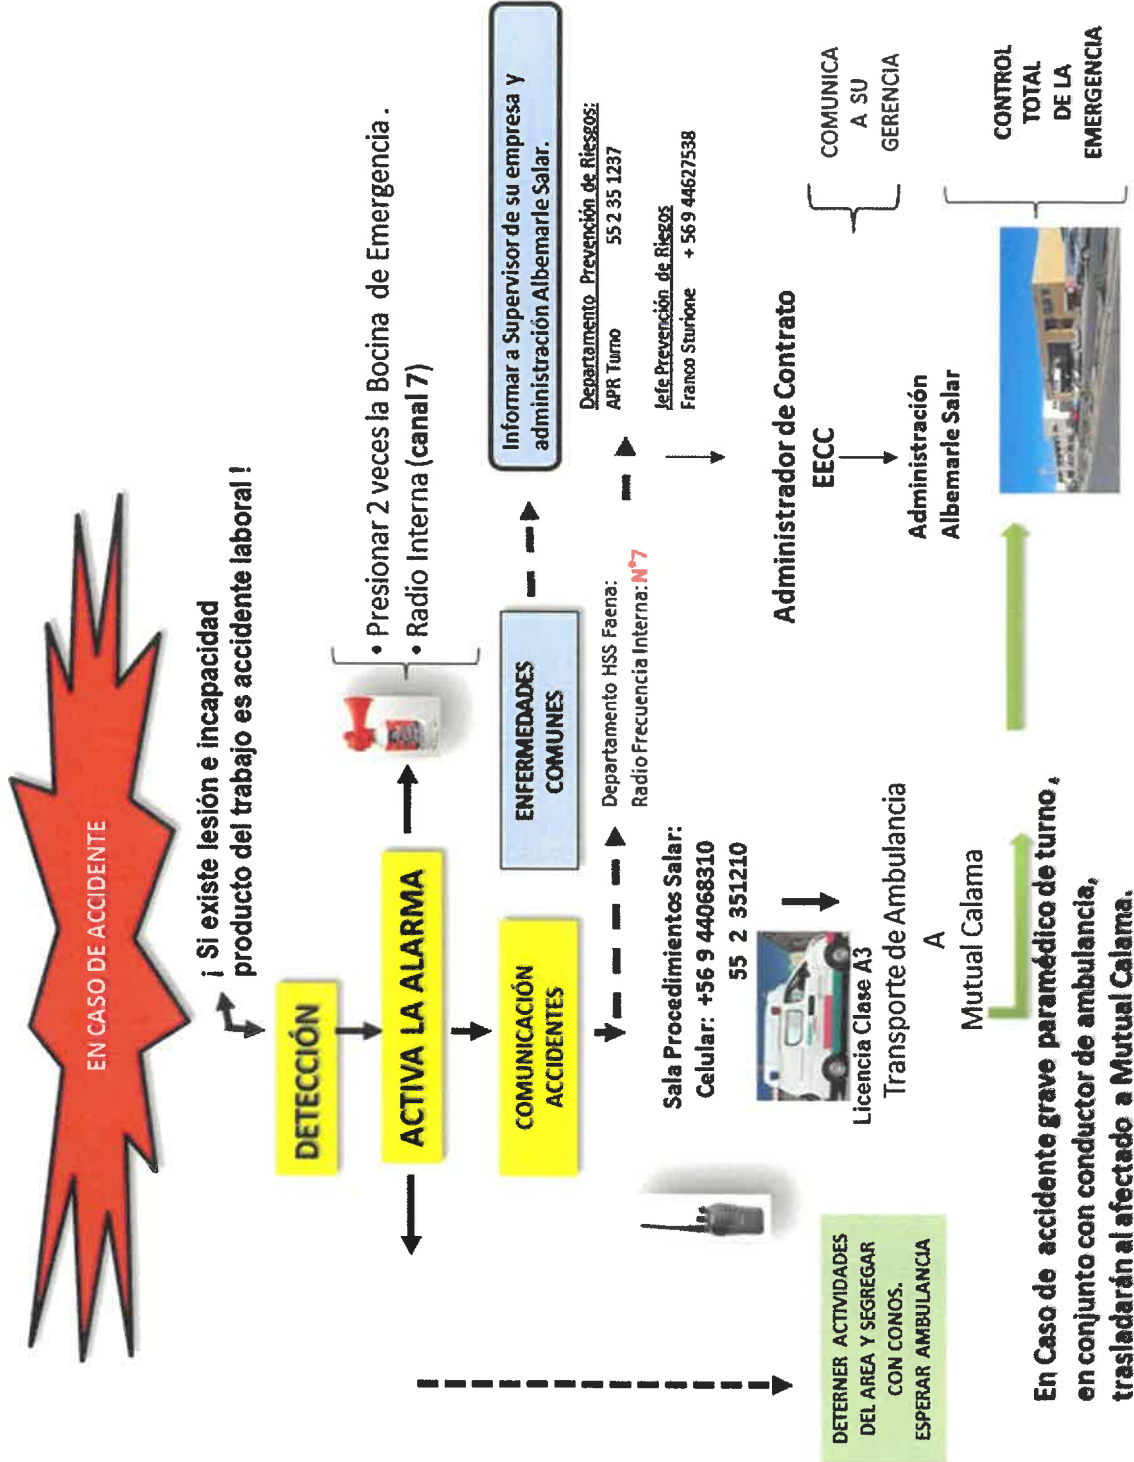 EN CASO DE ACCIDENTE
¡ Si existe lesión e incapacidad
producto del trabajo es accidente laboral !
DETECCIÓN
ACTIVA LA ALARMA
• Presionar 2 veces la Bocina de Emergencia .
• Radio Interna (canal 7)
COMUNICACIÓN
ACCIDENTES
ENFERMEDADES
COMUNES
Informar a Supervisor de su empresa y
administración Albemarle Salar.
Departamento Prevención de Riesgos:
APR Turno 55 2 35 1237
Jefe Prevención de Riegos
Franco Sturione + 569 44627538
Departamento HSS Faena:
Radio Frecuencia Interna: N°7
Sala Procedimientos Salar:
Celular: +56 9 44068310
55 2 351210
Licencia Clase A3
Transporte de Ambulancia
A
Mutual Calama
Administrador de Contrato
EECC
Administración
Albemarle Salar
COMUNICA
A SU
GERENCIA
CONTROL
TOTAL
DE LA
EMERGENCIA
DETERNER ACTIVIDADES
DEL AREA Y SEGREGAR
CON CONOS.
ESPERAR AMBULANCIA
En Caso de accidente grave paramédico de turno ,
en conjunto con conductor de ambulancia,
trasladarán al afectado a Mutual Calama.